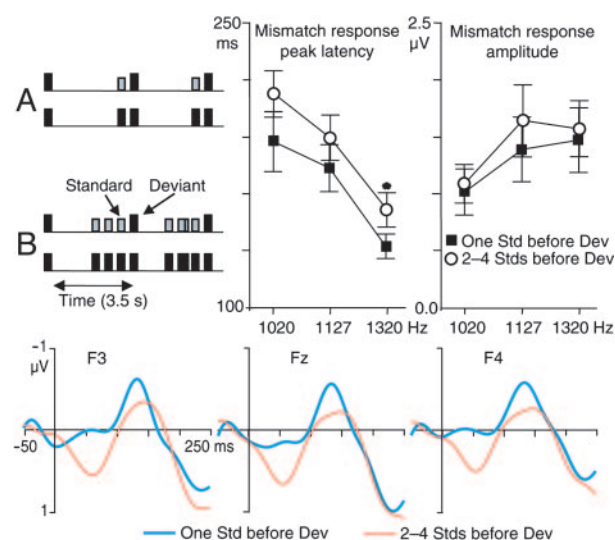 250
ms
Mismatch response
peak latency
2.5
µV
Mismatch response
amplitude
A
Standard
Deviant
B
Time (3.5 s)
One Std before Dev
2–4 Stds before Dev
100
0.0
1020
1127
1320 Hz
1020
1127
1320 Hz
−1
µV
F3
Fz
F4
−50
250 ms
1
One Std before Dev
2–4 Stds before Dev